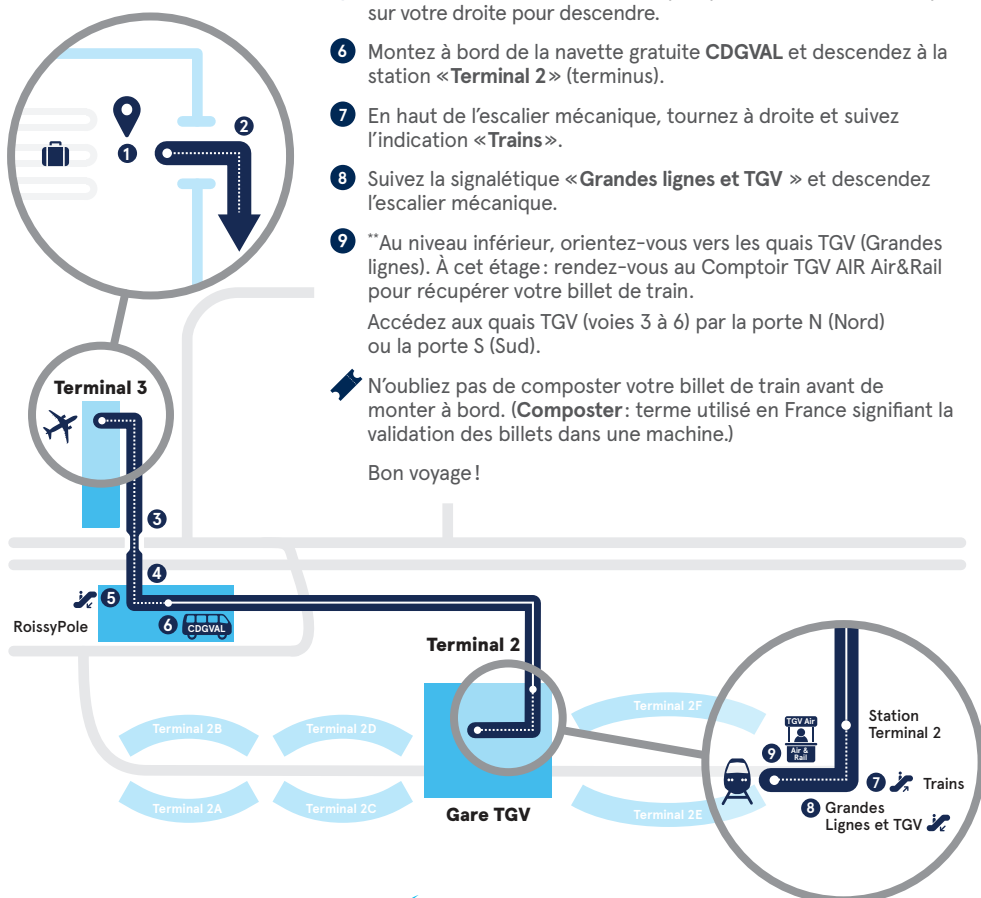 sur votre droite pour descendre.
6 Montez à bord de la navette gratuite CDGVAL et descendez à la
station «Terminal 2» (terminus).
7 En haut de l’escalier mécanique, tournez à droite et suivez
l’indication «Trains».
8 Suivez la signalétique «Grandes lignes et TGV » et descendez
l’escalier mécanique.
9 **Au niveau inférieur, orientez-vous vers les quais TGV (Grandes
lignes). À cet étage : rendez-vous au Comptoir TGV AIR Air&Rail
pour récupérer votre billet de train.
Accédez aux quais TGV (voies 3 à 6) par la porte N (Nord)
ou la porte S (Sud).
N’oubliez pas de composter votre billet de train avant de
monter à bord. (Composter : terme utilisé en France signifiant la
validation des billets dans une machine.)
Bon voyage !
1
2
Terminal 3
3
4
5
RoissyPole
6 CDGVAL
Terminal 2
Terminal 2B
Terminal 2D
Terminal 2F
Terminal 2A
Terminal 2C
Terminal 2E
Gare TGV
TGV Air
Air &
Rail
9
Station
Terminal 2
7 Trains
8 Grandes
Lignes et TGV